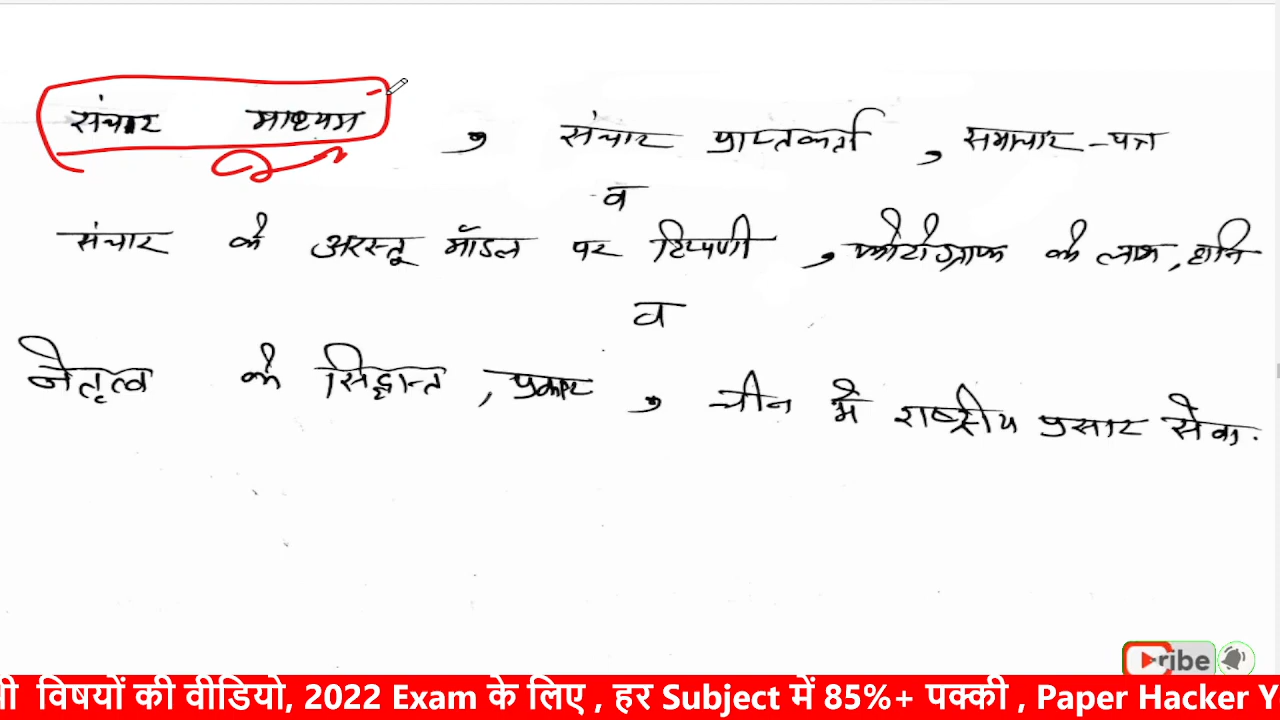 संचार माध्यम , संचार प्राप्तकर्ता , समाचार-पत्र
व
संचार के अरस्तू मॉडल पर टिप्पणी , फोटोग्राफ के लाभ, हानि
व
नेतृत्व के सिद्धान्त , प्रकार , चीन में राष्ट्रीय प्रसार सेवा.
ribe
विषयों की वीडियो, 2022 Exam के लिए , हर Subject में 85%+ पक्की , Paper Hacker Y